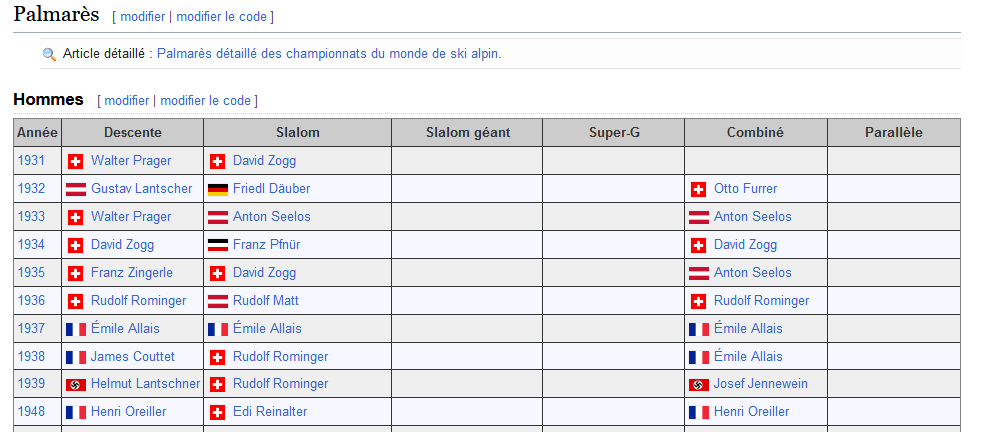 Palmarès [ modifier | modifier le code ]
Article détaillé : Palmarès détaillé des championnats du monde de ski alpin.
Hommes [ modifier | modifier le code ]
Année Descente Slalom Slalom géant Super-G Combiné Parallèle
1931 Walter Prager David Zogg
1932 Gustav Lantscher Friedl Däuber Otto Furrer
1933 Walter Prager Anton Seelos Anton Seelos
1934 David Zogg Franz Pfnür David Zogg
1935 Franz Zingerle David Zogg Anton Seelos
1936 Rudolf Rominger Rudolf Matt Rudolf Rominger
1937 Émile Allais Émile Allais Émile Allais
1938 James Couttet Rudolf Rominger Émile Allais
1939 Helmut Lantschner Rudolf Rominger Josef Jennewein
1948 Henri Oreiller Edi Reinalter Henri Oreiller